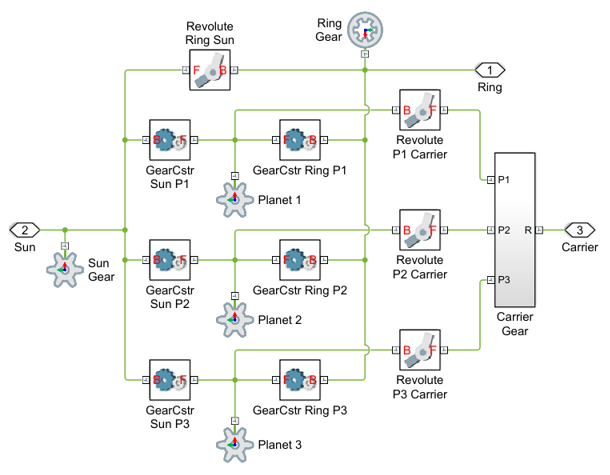 Revolute
Ring Sun
Ring
Gear
F B
1
Ring
B F
Revolute
P1 Carrier
B F
GearCstr
Sun P1
F B
GearCstr Ring P1
Planet 1
P1
2
Sun
Sun
Gear
B F
Revolute
P2 Carrier
P2
R
3
Carrier
B F
GearCstr
Sun P2
F B
GearCstr Ring P2
P3
Planet 2
Carrier
Gear
B F
Revolute
P3 Carrier
B F
GearCstr
Sun P3
F B
GearCstr Ring P3
Planet 3